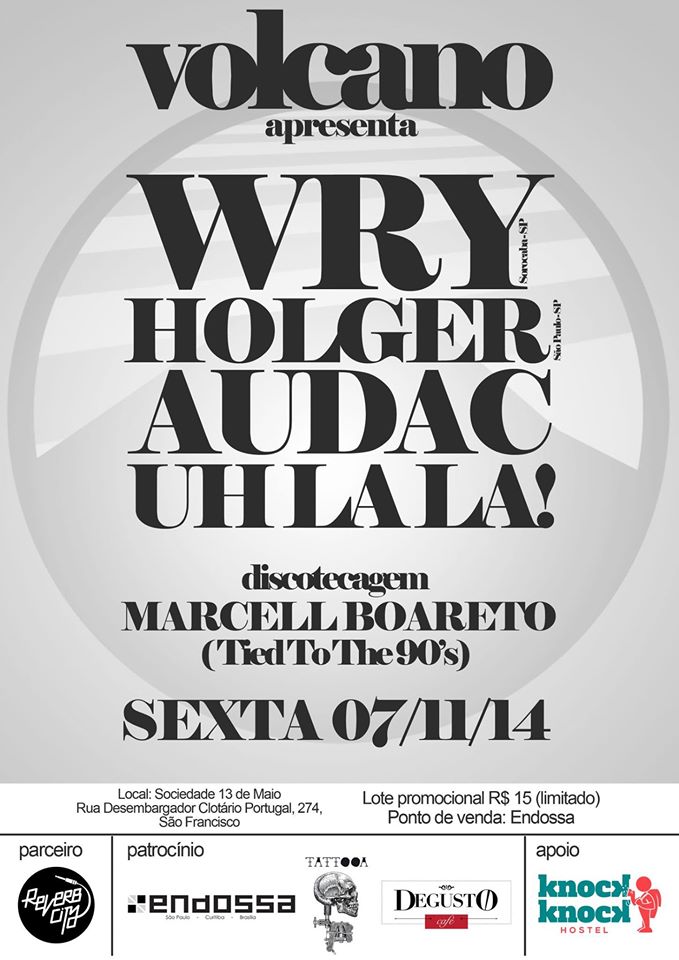 volcano
apresenta
WRY
Sorocaba-SP
HOLGER
São Paulo-SP
AUDAC
UH LA LA!
discotecagem
MARCELL BOARETO
(Tied To The 90's)
SEXTA 07/11/14
Local: Sociedade 13 de Maio
Rua Desembargador Clotário Portugal, 274,
São Francisco
Lote promocional R$ 15 (limitado)
Ponto de venda: Endossa
parceiro
REVERB
CITY
patrocínio
endossa
São Paulo - Curitiba - Brasília
TATTOOA
DEGUSTO
café
apoio
knock
knock
HOSTEL